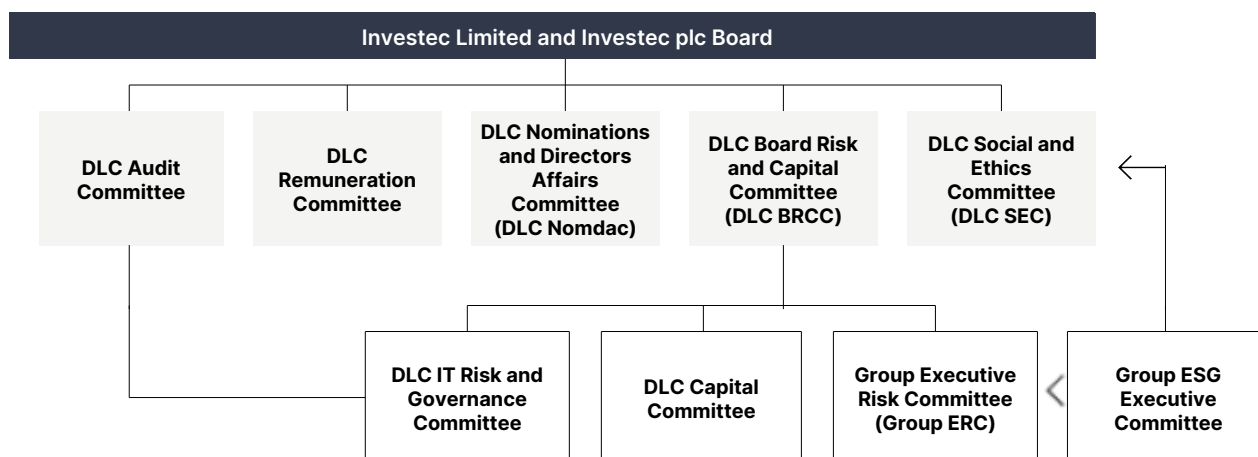 Investec Limited and Investec plc Board
DLC Audit
Committee
DLC
Remuneration
Committee
DLC Nominations
and Directors
Affairs
Committee
(DLC Nomdac)
DLC Board Risk
and Capital
Committee
(DLC BRCC)
DLC Social and
Ethics
Committee
(DLC SEC)
DLC IT Risk and
Governance
Committee
DLC Capital
Committee
Group Executive
Risk Committee
(Group ERC)
Group ESG
Executive
Committee